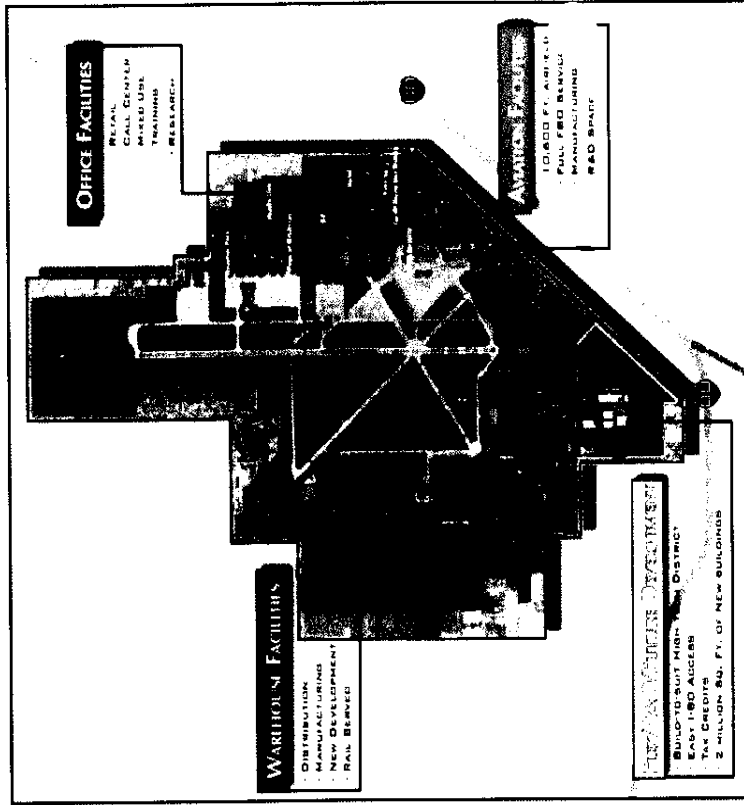 OFFICE FACILITIES
RETAIL
CALL CENTER
MIXED USE
TRAINING
· RESEARCH
10,600 FT. AIRFIELD
· FULL FBO SERVICE
· MANUFACTURING
R&D SPACE
WAREHOUSE FACILITIES
· DISTRIBUTION
· MANUFACTURING
· NEW DEVELOPMENT
· RAIL SERVED
· BUILD-TO-SUIT HIGH TECH DISTRICT
· EASY I-80 ACCESS
· TAX CREDITS
· 2 MILLION SQ. FT. OF NEW BUILDINGS